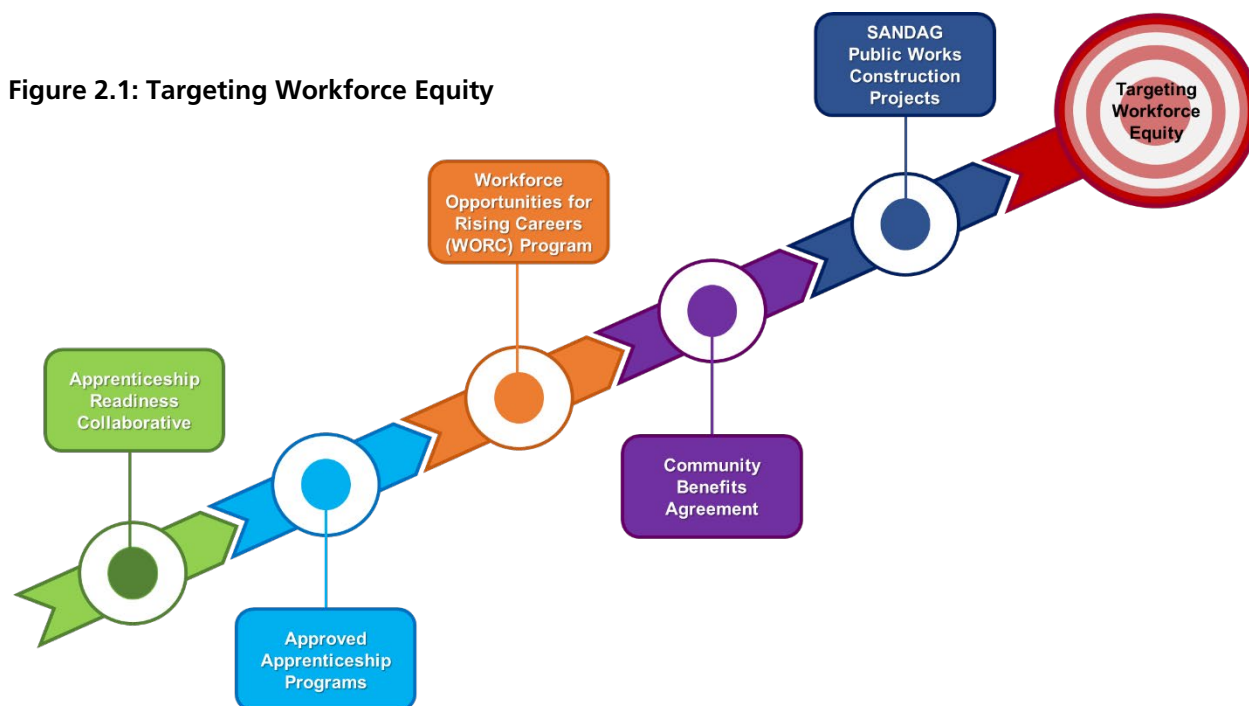 Figure 2.1: Targeting Workforce Equity
SANDAG
Public Works
Construction
Projects
Targeting
Workforce
Equity
Workforce
Opportunities for
Rising Careers
(WORC) Program
Apprenticeship
Readiness
Collaborative
Community
Benefits
Agreement
Approved
Apprenticeship
Programs